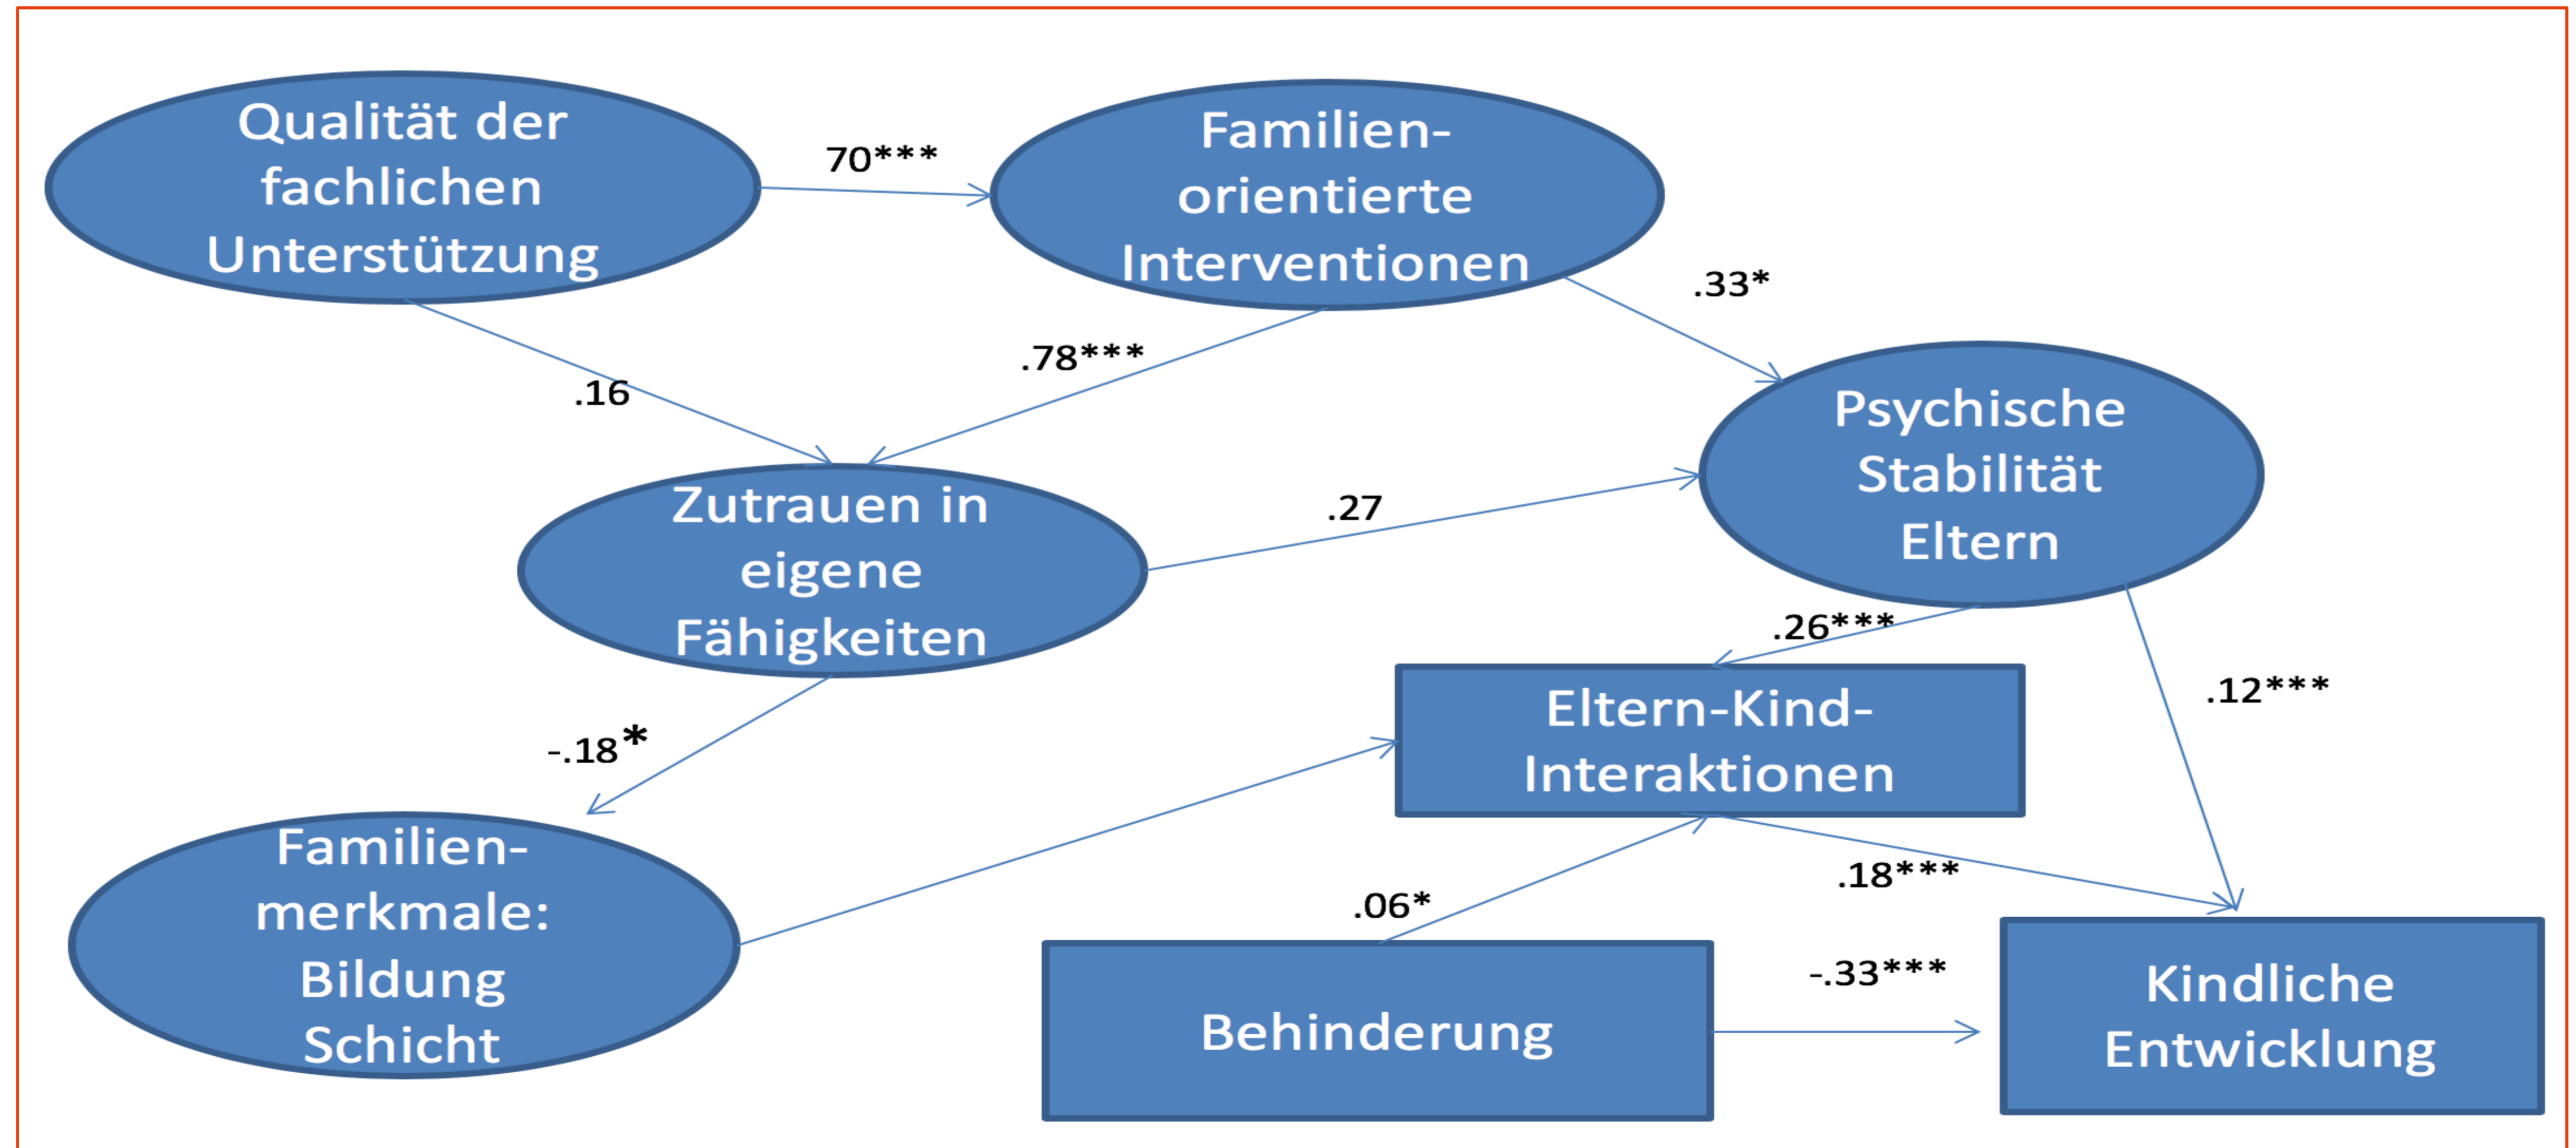 Qualität der
fachlichen
Unterstützung
70***
Familien-
orientierte
Interventionen
.33*
.16
.78***
Psychische
Stabilität
Eltern
Zutrauen in
eigene
Fähigkeiten
.27
.26***
.12***
-.18*
Eltern-Kind-
Interaktionen
Familien-
merkmale:
Bildung
Schicht
.06*
.18***
Behinderung
-.33***
Kindliche
Entwicklung